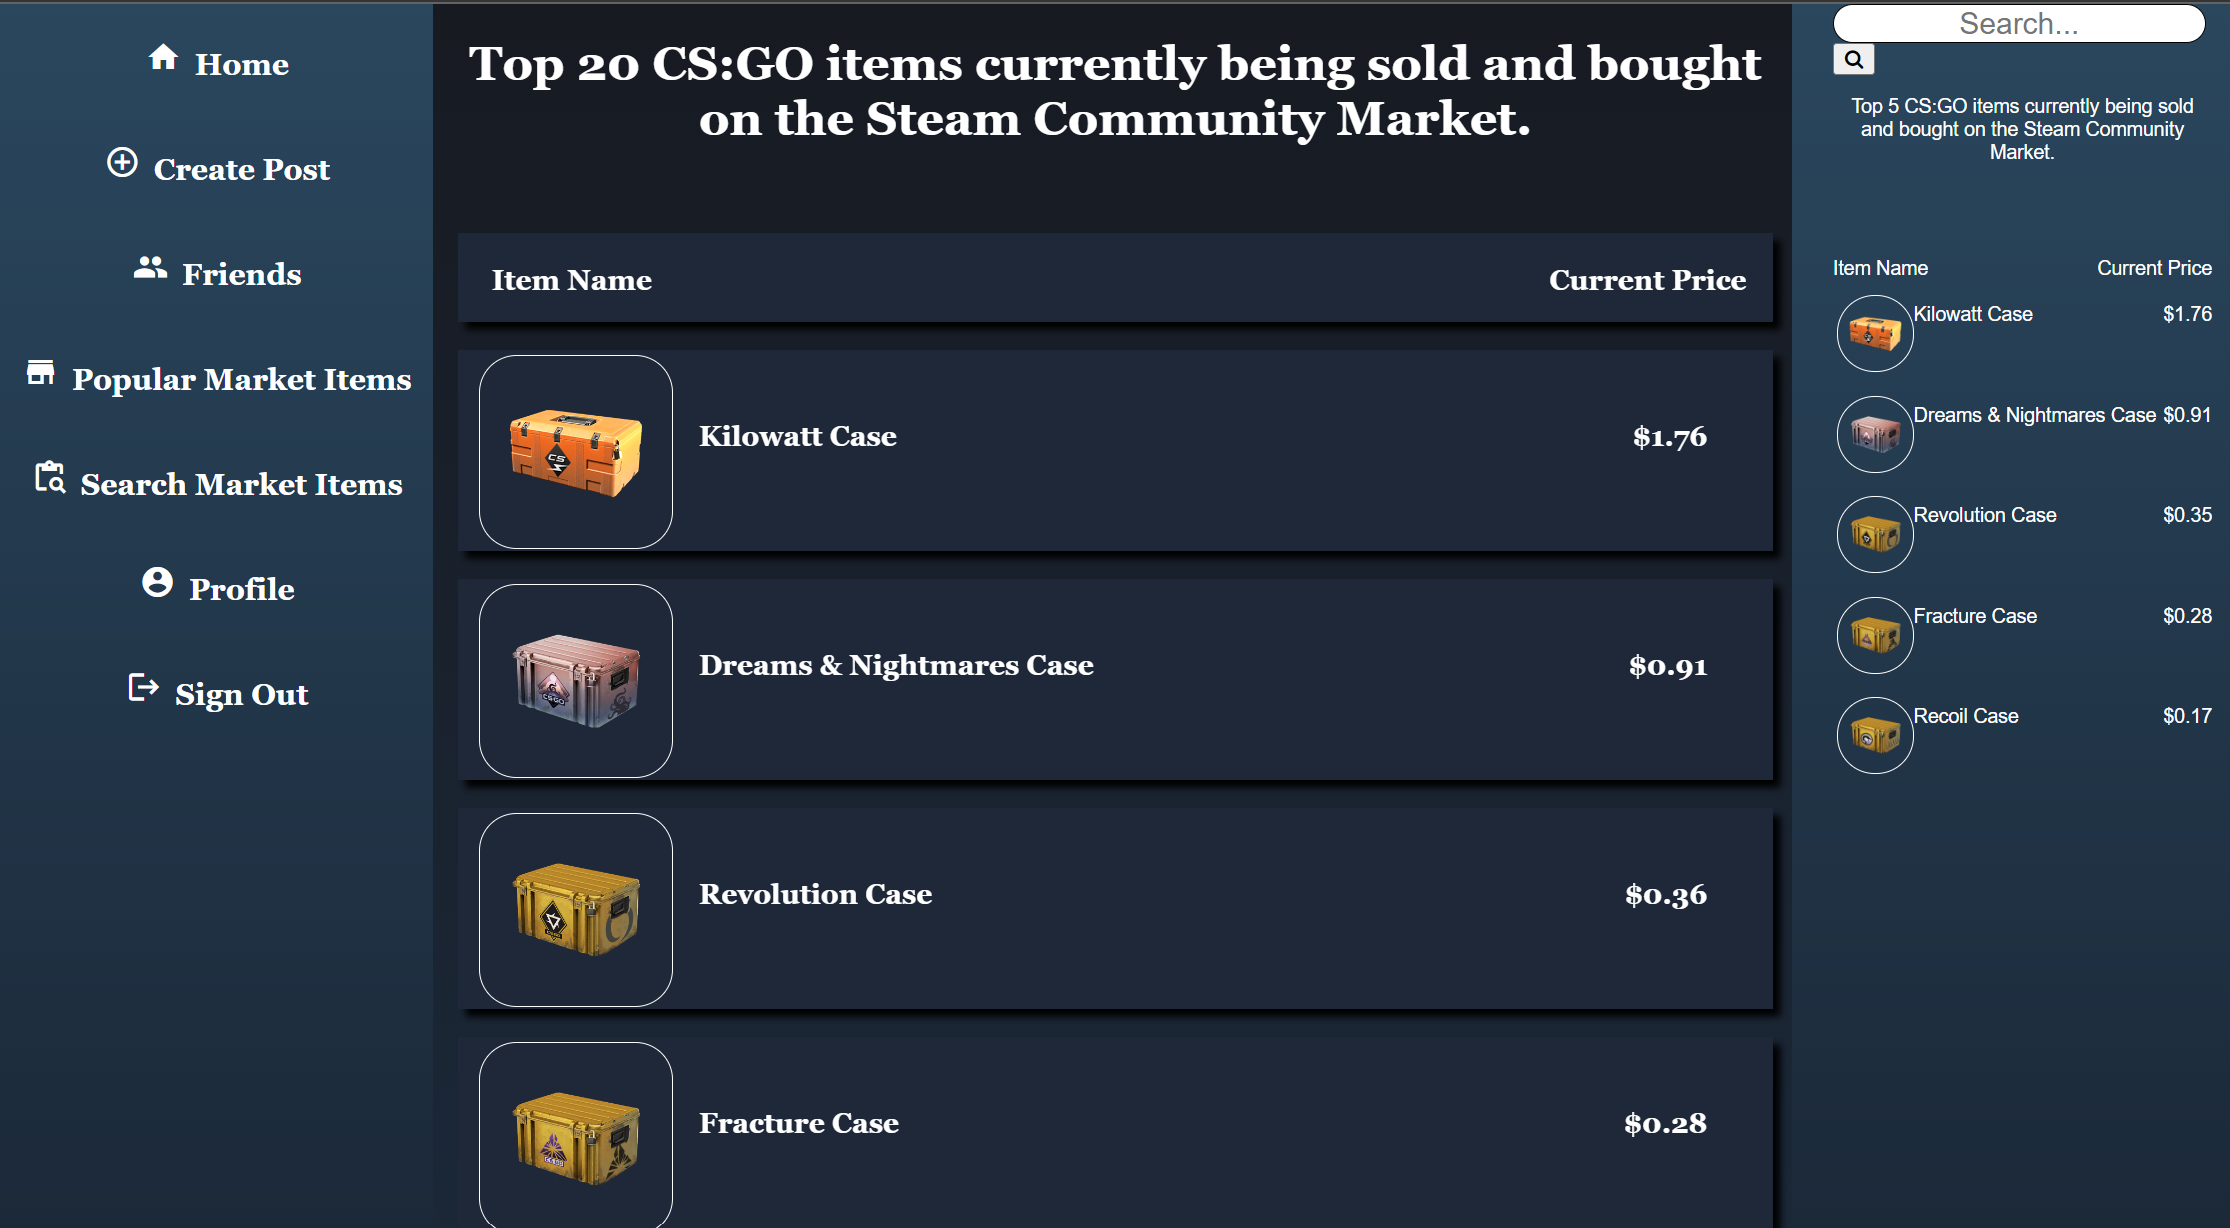 Home
Create Post
Friends
Popular Market Items
Search Market Items
Profile
Sign Out
Top 20 CS:GO items currently being sold and bought
on the Steam Community Market.
Item Name Current Price
Kilowatt Case $1.76
Dreams & Nightmares Case $0.91
Revolution Case $0.36
Fracture Case $0.28
Search...
Top 5 CS:GO items currently being sold
and bought on the Steam Community
Market.
Item Name Current Price
Kilowatt Case $1.76
Dreams & Nightmares Case $0.91
Revolution Case $0.35
Fracture Case $0.28
Recoil Case $0.17